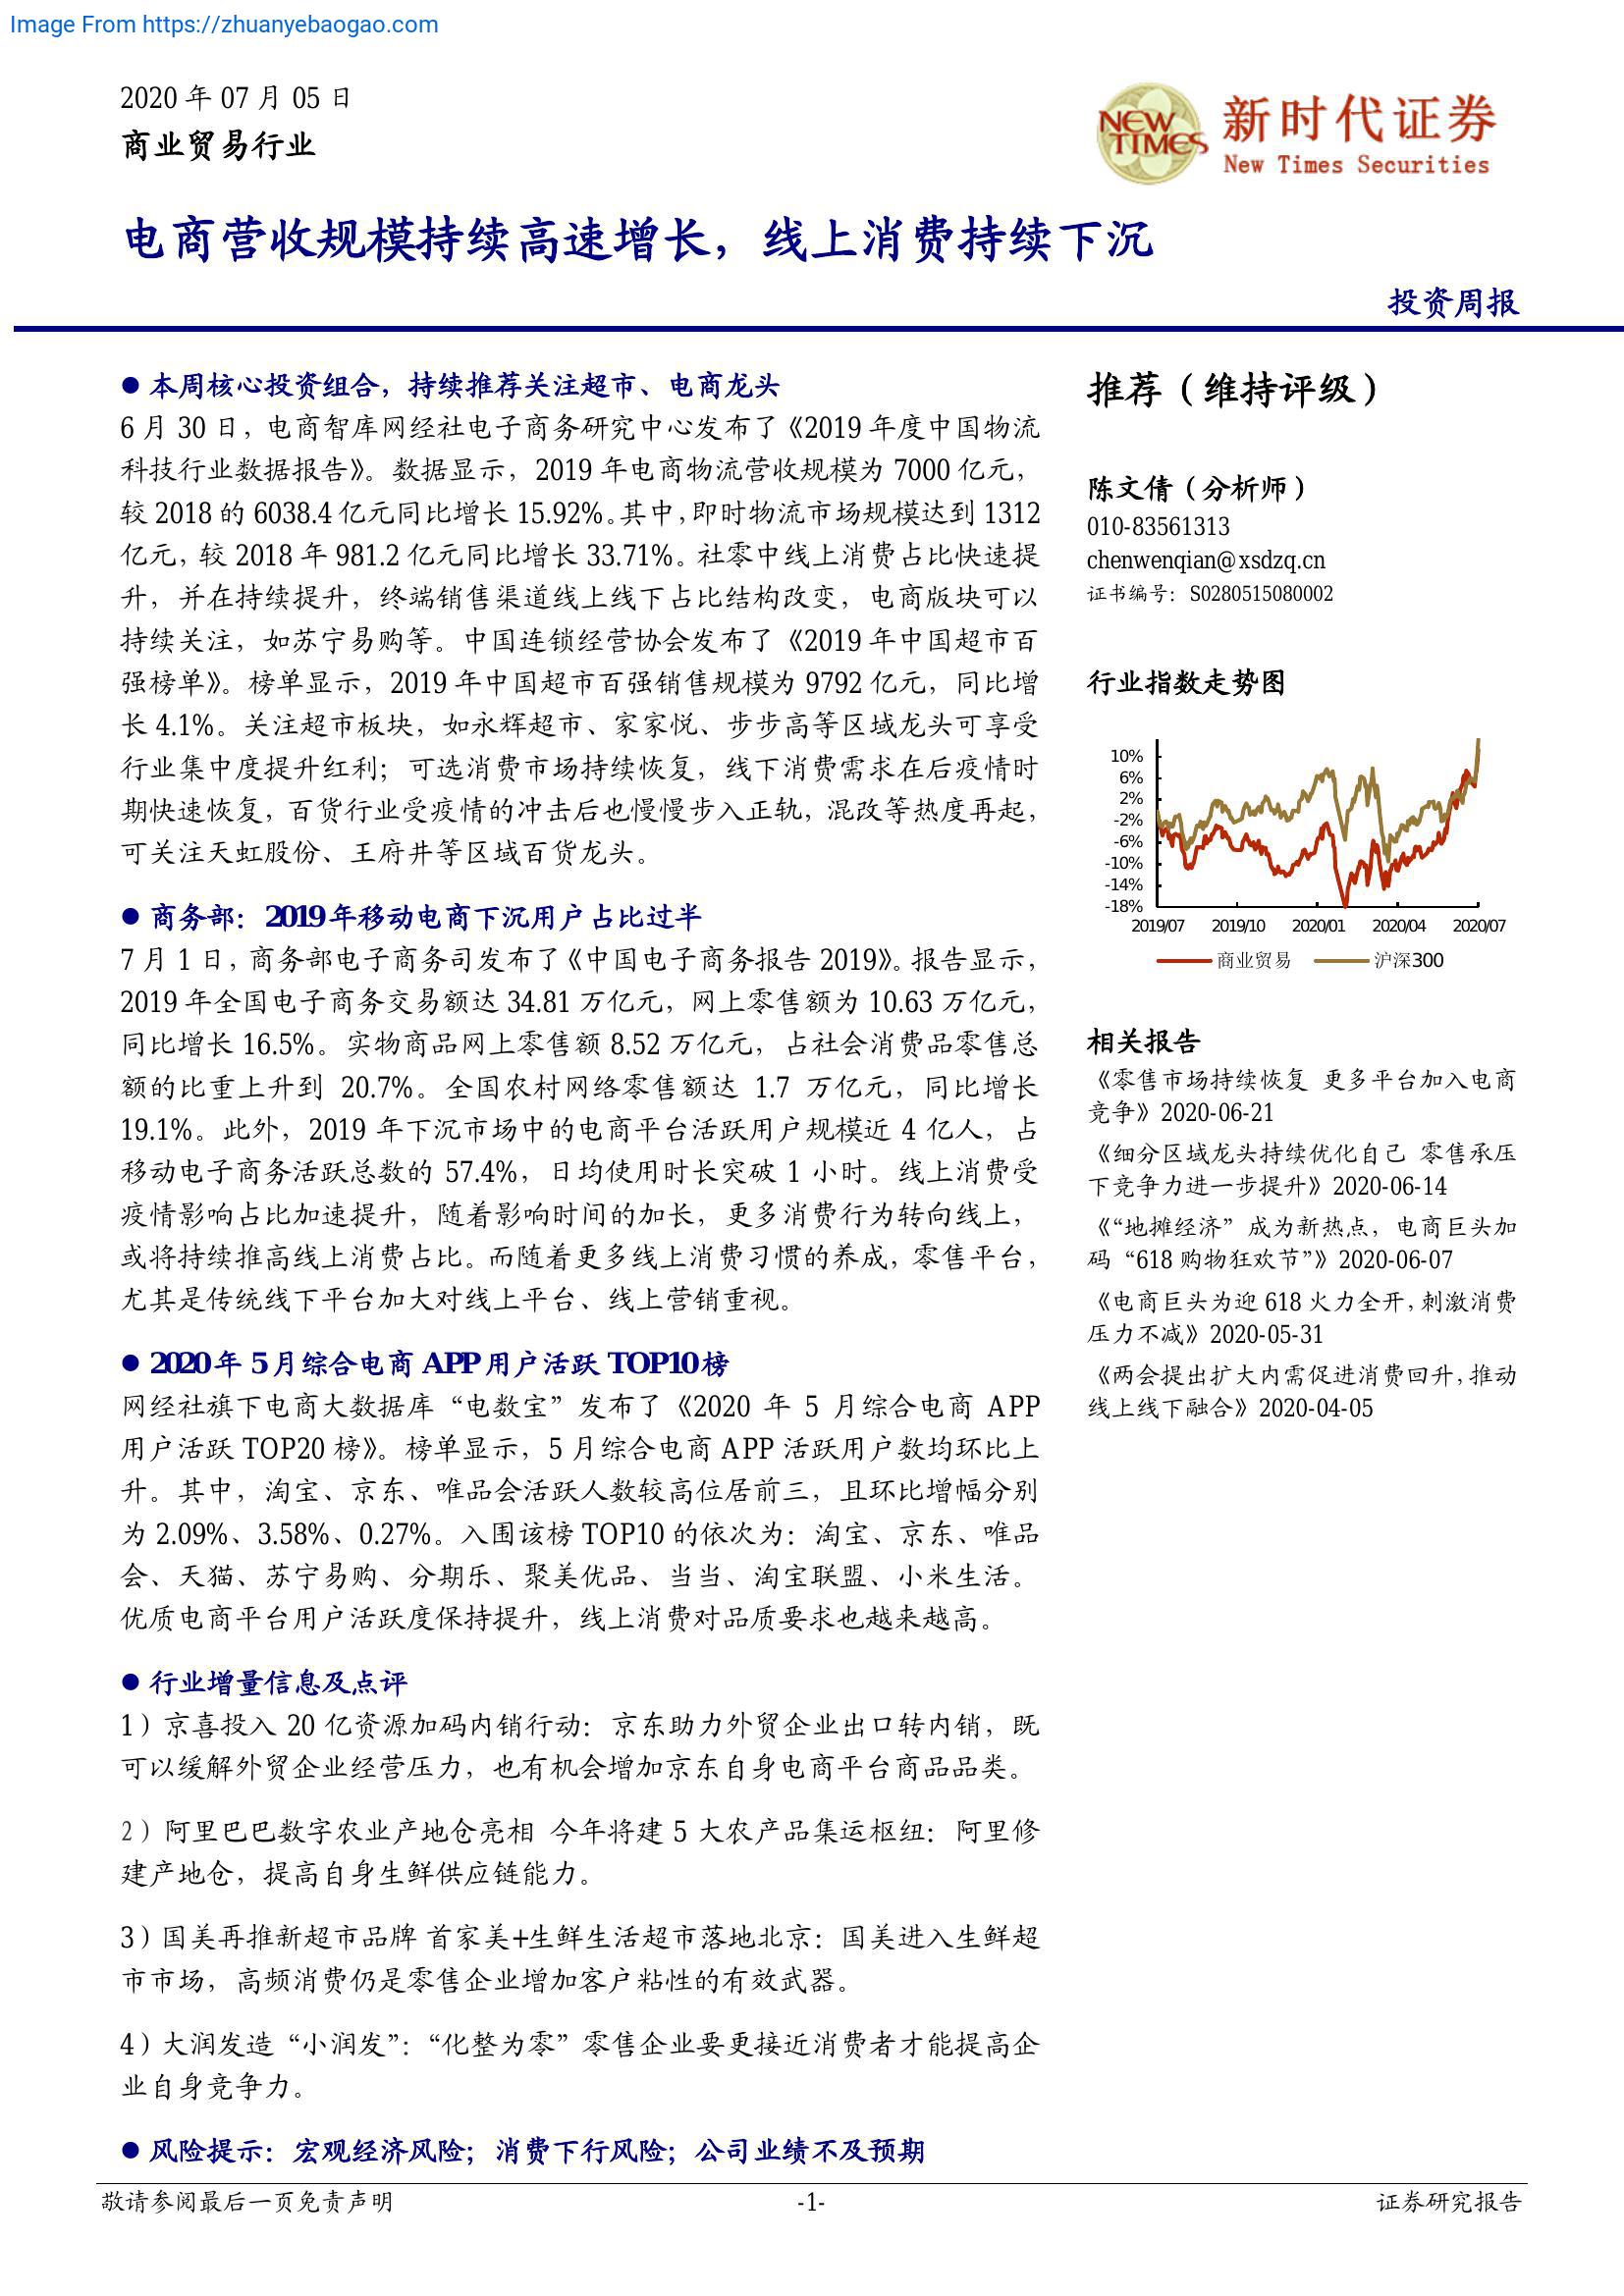 Image From https://zhuanyebaogao.com
2020 年 07 月 05 日
商业贸易行业
NEW TIMES
新时代证券
New Times Securities
电商营收规模持续高速增长，线上消费持续下沉
投资周报
● 本周核心投资组合，持续推荐关注超市、电商龙头
6 月 30 日，电商智库网经社电子商务研究中心发布了《2019 年度中国物流
科技行业数据报告》。数据显示，2019 年电商物流营收规模为 7000 亿元，
较 2018 的 6038.4 亿元同比增长 15.92%。其中，即时物流市场规模达到 1312
亿元，较 2018 年 981.2 亿元同比增长 33.71%。社零中线上消费占比快速提
升，并在持续提升，终端销售渠道线上线下占比结构改变，电商版块可以
持续关注，如苏宁易购等。中国连锁经营协会发布了《2019 年中国超市百
强榜单》。榜单显示，2019 年中国超市百强销售规模为 9792 亿元，同比增
长 4.1%。关注超市板块，如永辉超市、家家悦、步步高等区域龙头可享受
行业集中度提升红利；可选消费市场持续恢复，线下消费需求在后疫情时
期快速恢复，百货行业受疫情的冲击后也慢慢步入正轨，混改等热度再起，
可关注天虹股份、王府井等区域百货龙头。
● 商务部：2019 年移动电商下沉用户占比过半
7 月 1 日，商务部电子商务司发布了《中国电子商务报告 2019》。报告显示，
2019 年全国电子商务交易额达 34.81 万亿元，网上零售额为 10.63 万亿元，
同比增长 16.5%。实物商品网上零售额 8.52 万亿元，占社会消费品零售总
额的比重上升到 20.7%。全国农村网络零售额达 1.7 万亿元，同比增长
19.1%。此外，2019 年下沉市场中的电商平台活跃用户规模近 4 亿人，占
移动电子商务活跃总数的 57.4%，日均使用时长突破 1 小时。线上消费受
疫情影响占比加速提升，随着影响时间的加长，更多消费行为转向线上，
或将持续推高线上消费占比。而随着更多线上消费习惯的养成，零售平台，
尤其是传统线下平台加大对线上平台、线上营销重视。
● 2020 年 5 月综合电商 APP 用户活跃 TOP10 榜
网经社旗下电商大数据库“电数宝”发布了《2020 年 5 月综合电商 APP
用户活跃 TOP20 榜》。榜单显示，5 月综合电商 APP 活跃用户数均环比上
升。其中，淘宝、京东、唯品会活跃人数较高位居前三，且环比增幅分别
为 2.09%、3.58%、0.27%。入围该榜 TOP10 的依次为：淘宝、京东、唯品
会、天猫、苏宁易购、分期乐、聚美优品、当当、淘宝联盟、小米生活。
优质电商平台用户活跃度保持提升，线上消费对品质要求也越来越高。
● 行业增量信息及点评
1）京喜投入 20 亿资源加码内销行动：京东助力外贸企业出口转内销，既
可以缓解外贸企业经营压力，也有机会增加京东自身电商平台商品品类。
2）阿里巴巴数字农业产地仓亮相 今年将建 5 大农产品集运枢纽：阿里修
建产地仓，提高自身生鲜供应链能力。
3）国美再推新超市品牌 首家美+生鲜生活超市落地北京：国美进入生鲜超
市市场，高频消费仍是零售企业增加客户粘性的有效武器。
4）大润发造“小润发”：“化整为零”零售企业要更接近消费者才能提高企
业自身竞争力。
● 风险提示：宏观经济风险；消费下行风险；公司业绩不及预期
推荐（维持评级）
陈文倩（分析师）
010-83561313
chenwenqian@xsdzq.cn
证书编号：S0280515080002
行业指数走势图
10%
6%
2%
-2%
-6%
-10%
-14%
-18%
2019/07 2019/10 2020/01 2020/04 2020/07
商业贸易 沪深300
相关报告
《零售市场持续恢复 更多平台加入电商
竞争》2020-06-21
《细分区域龙头持续优化自己 零售承压
下竞争力进一步提升》2020-06-14
《“地摊经济”成为新热点，电商巨头加
码“618 购物狂欢节”》2020-06-07
《电商巨头为迎 618 火力全开，刺激消费
压力不减》2020-05-31
《两会提出扩大内需促进消费回升，推动
线上线下融合》2020-04-05
敬请参阅最后一页免责声明
-1-
证券研究报告